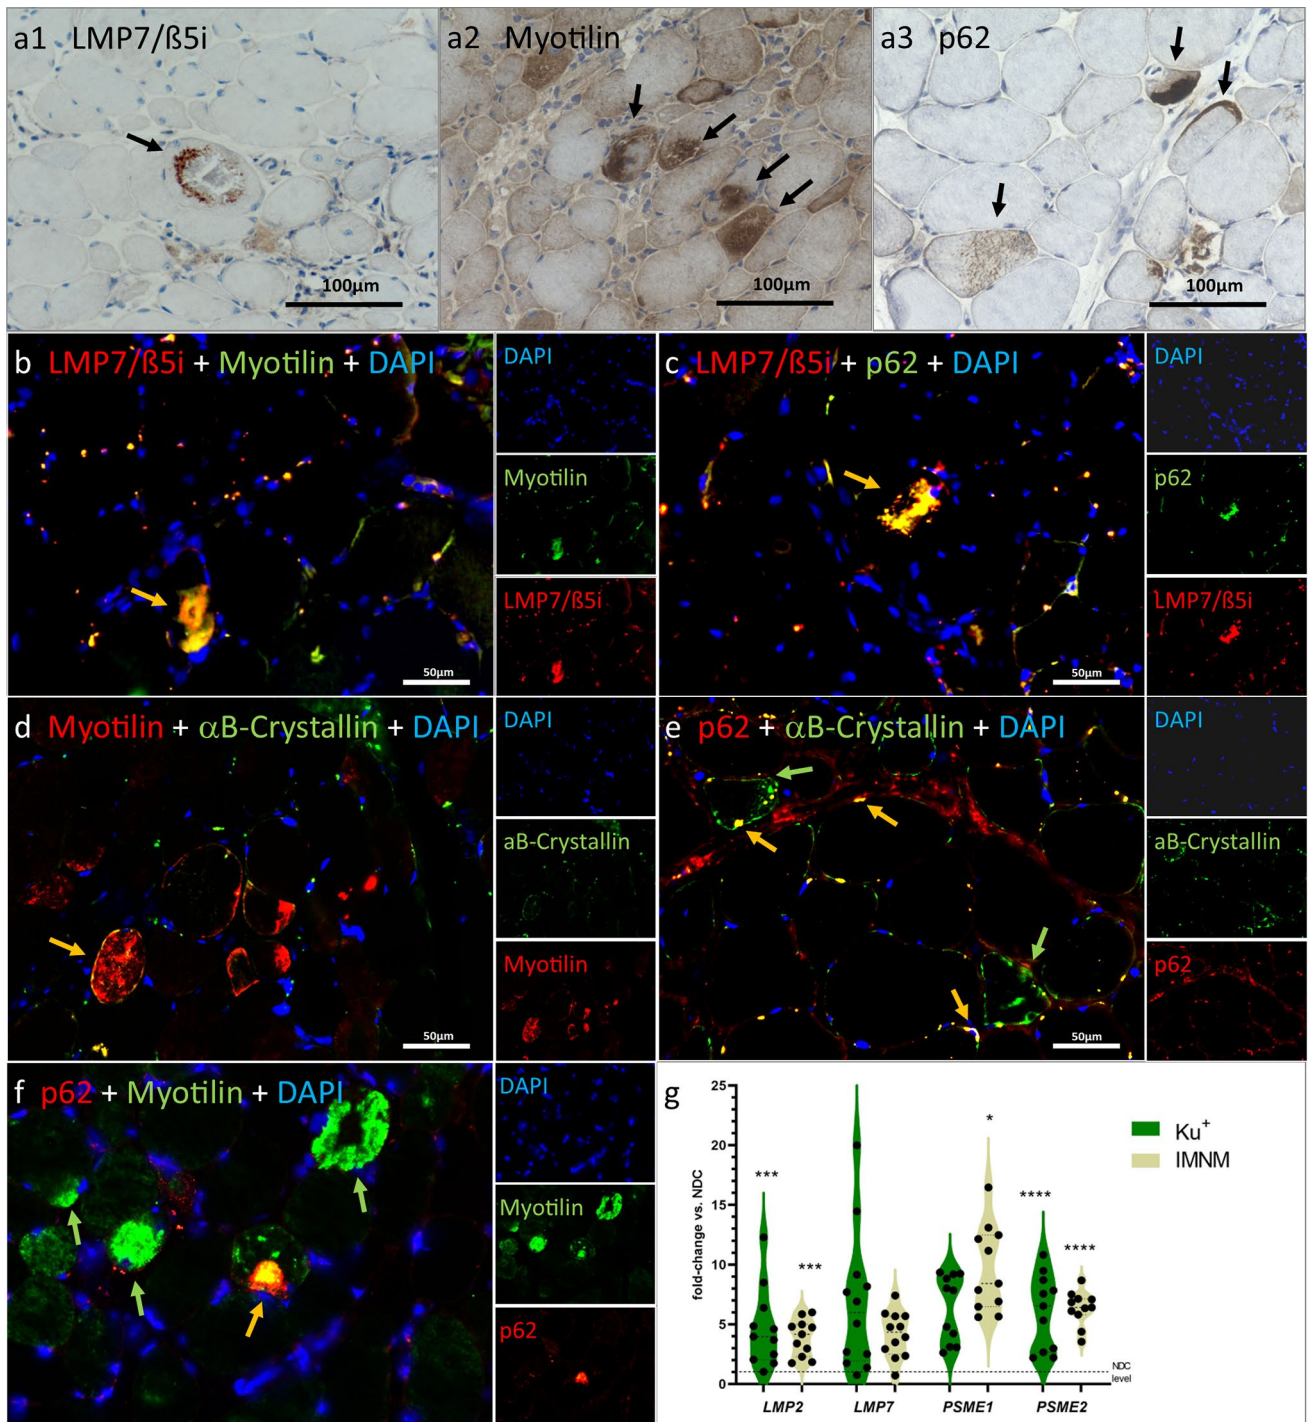 a1 LMP7/ß5i
100µm
a2 Myotilin
100µm
a3 p62
100µm
b LMP7/ß5i + Myotilin + DAPI
50µm
DAPI
Myotilin
LMP7/ß5i
c LMP7/ß5i + p62 + DAPI
50µm
DAPI
p62
LMP7/ß5i
d Myotilin + αB-Crystallin + DAPI
50µm
DAPI
aB-Crystallin
Myotilin
e p62 + αB-Crystallin + DAPI
50µm
DAPI
aB-Crystallin
p62
f p62 + Myotilin + DAPI
DAPI
Myotilin
p62
g
fold-change vs. NDC
25
20
15
10
5
0
***
***
*
****
****
NDC
level
LMP2 LMP7 PSME1 PSME2
Ku+
IMNM